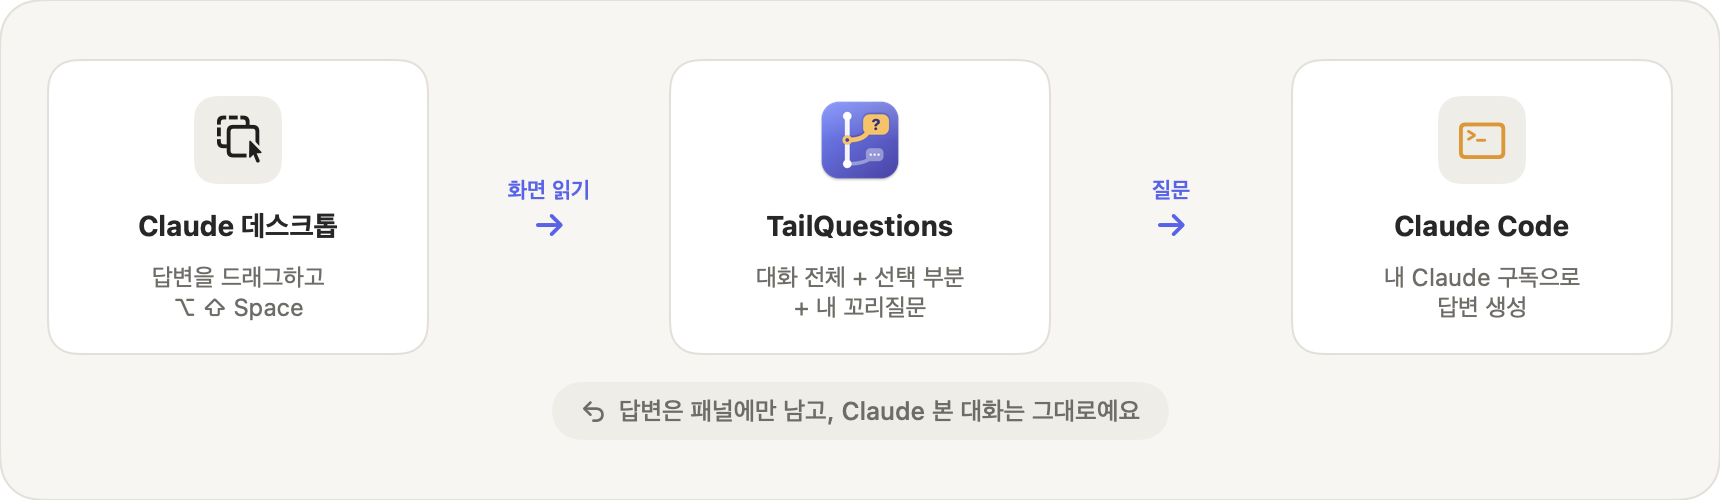 화면 읽기
질문
Claude 데스크톱
답변을 드래그하고
⌥ ⇧ Space
?
TailQuestions
대화 전체 + 선택 부분
+ 내 꼬리질문
>_
Claude Code
내 Claude 구독으로
답변 생성
답변은 패널에만 남고, Claude 본 대화는 그대로예요